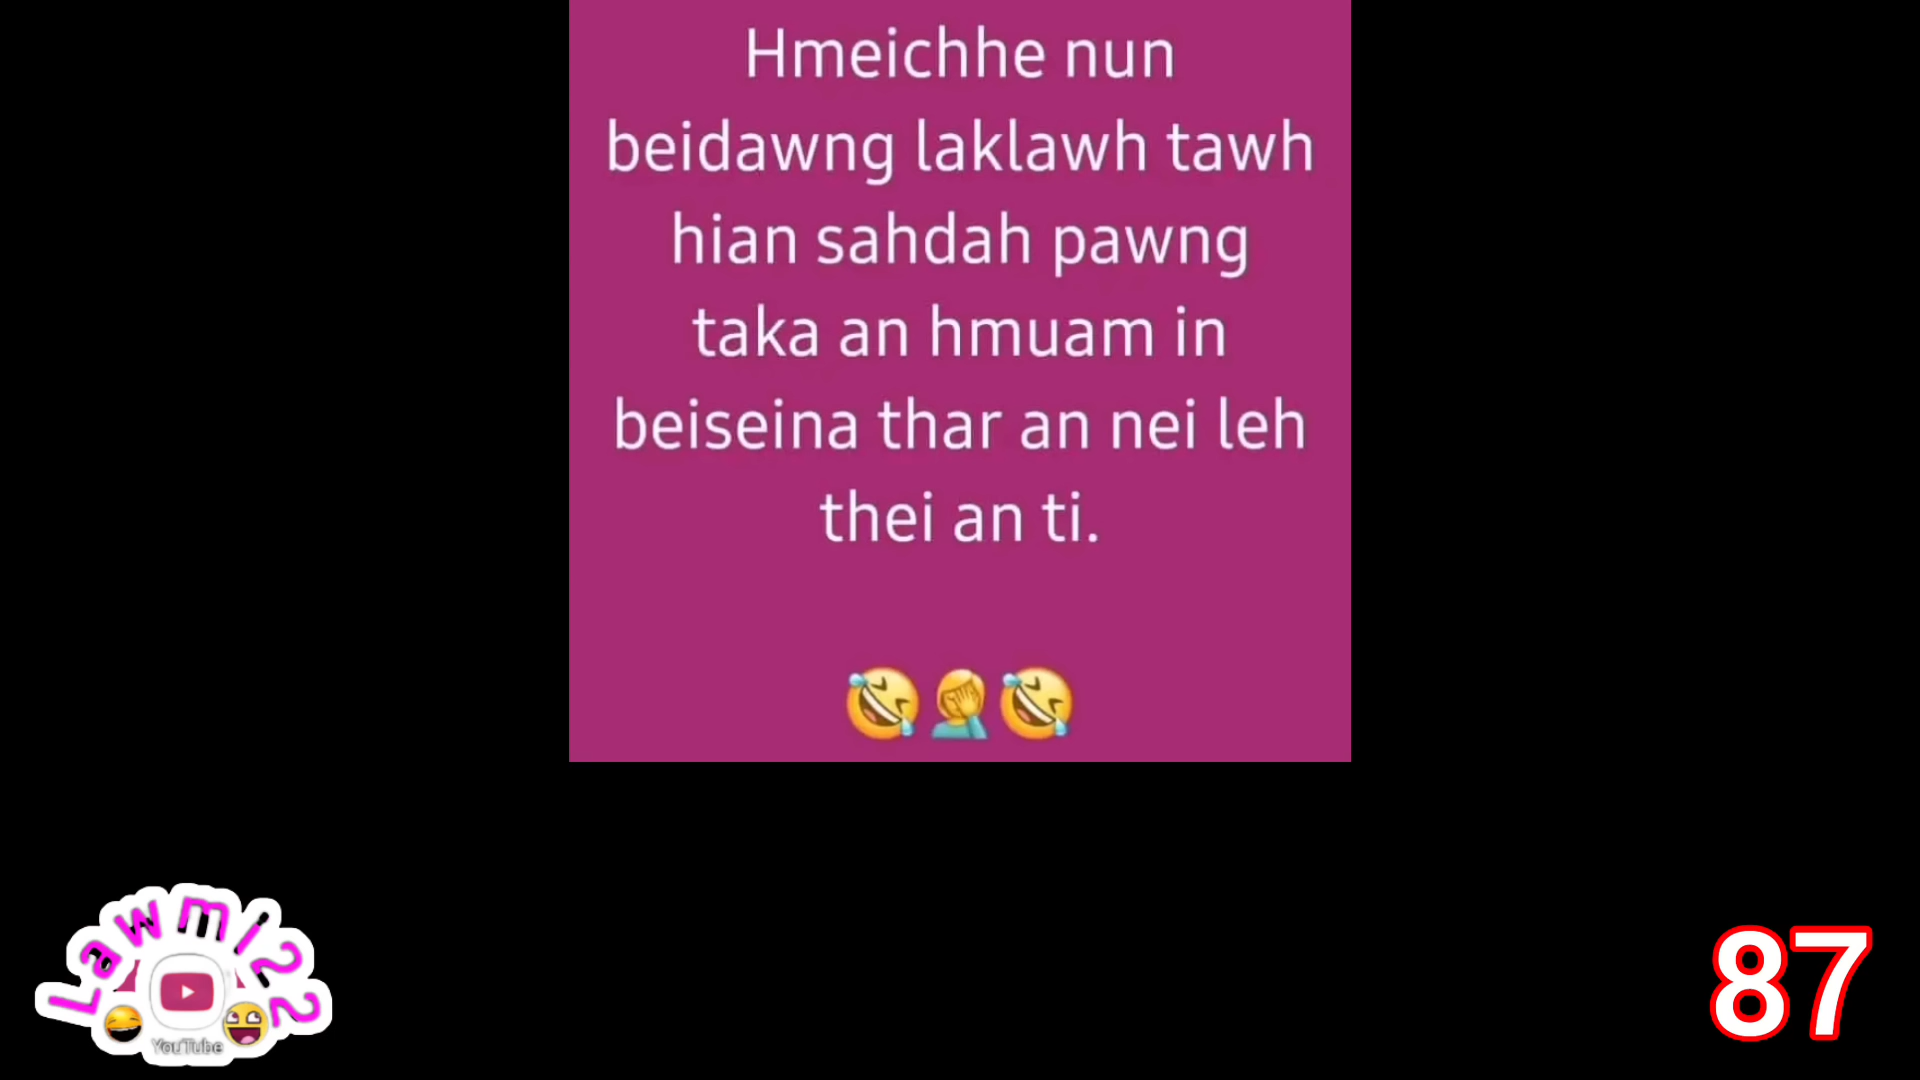 Hmeichhe nun
beidawng laklawh tawh
hian sahdah pawng
taka an hmuam in
beiseina thar an nei leh
thei an ti.
🤣🤦🤣
Lawmi22
YouTube
87